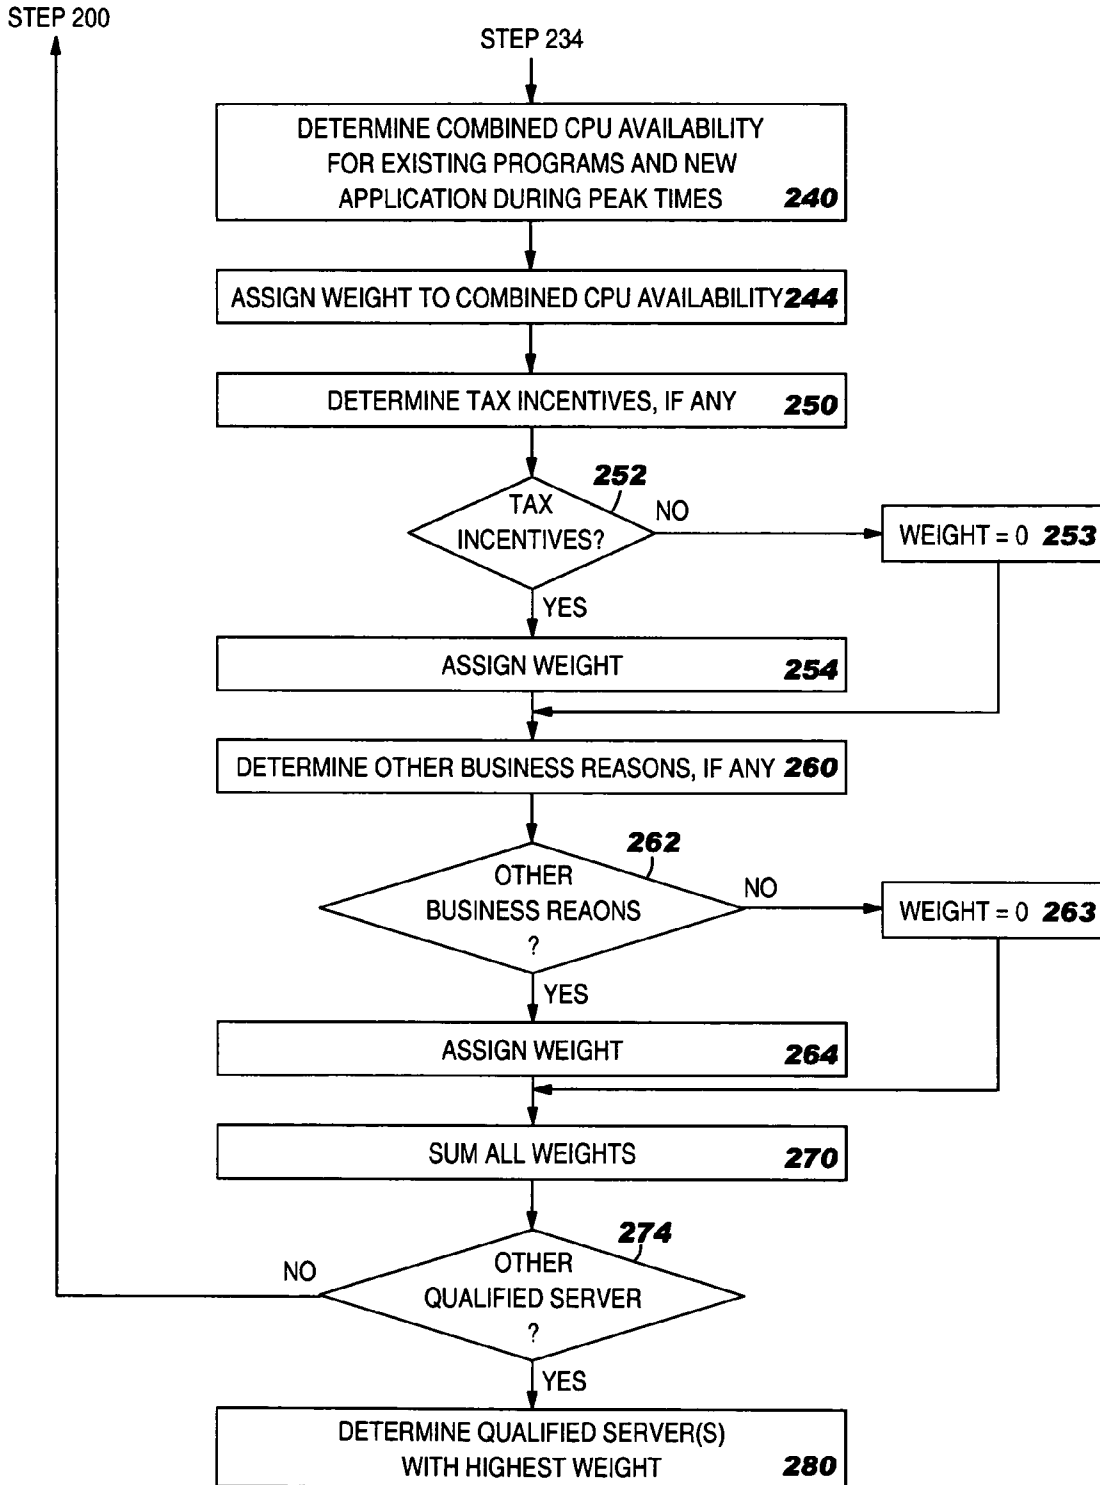 STEP 200
STEP 234
DETERMINE COMBINED CPU AVAILABILITY
FOR EXISTING PROGRAMS AND NEW
APPLICATION DURING PEAK TIMES 240
ASSIGN WEIGHT TO COMBINED CPU AVAILABILITY 244
DETERMINE TAX INCENTIVES, IF ANY 250
252
TAX
INCENTIVES?
NO
WEIGHT = 0 253
YES
ASSIGN WEIGHT 254
DETERMINE OTHER BUSINESS REASONS, IF ANY 260
262
OTHER
BUSINESS REAONS
?
NO
WEIGHT = 0 263
YES
ASSIGN WEIGHT 264
SUM ALL WEIGHTS 270
274
OTHER
QUALIFIED SERVER
?
NO
YES
DETERMINE QUALIFIED SERVER(S)
WITH HIGHEST WEIGHT 280